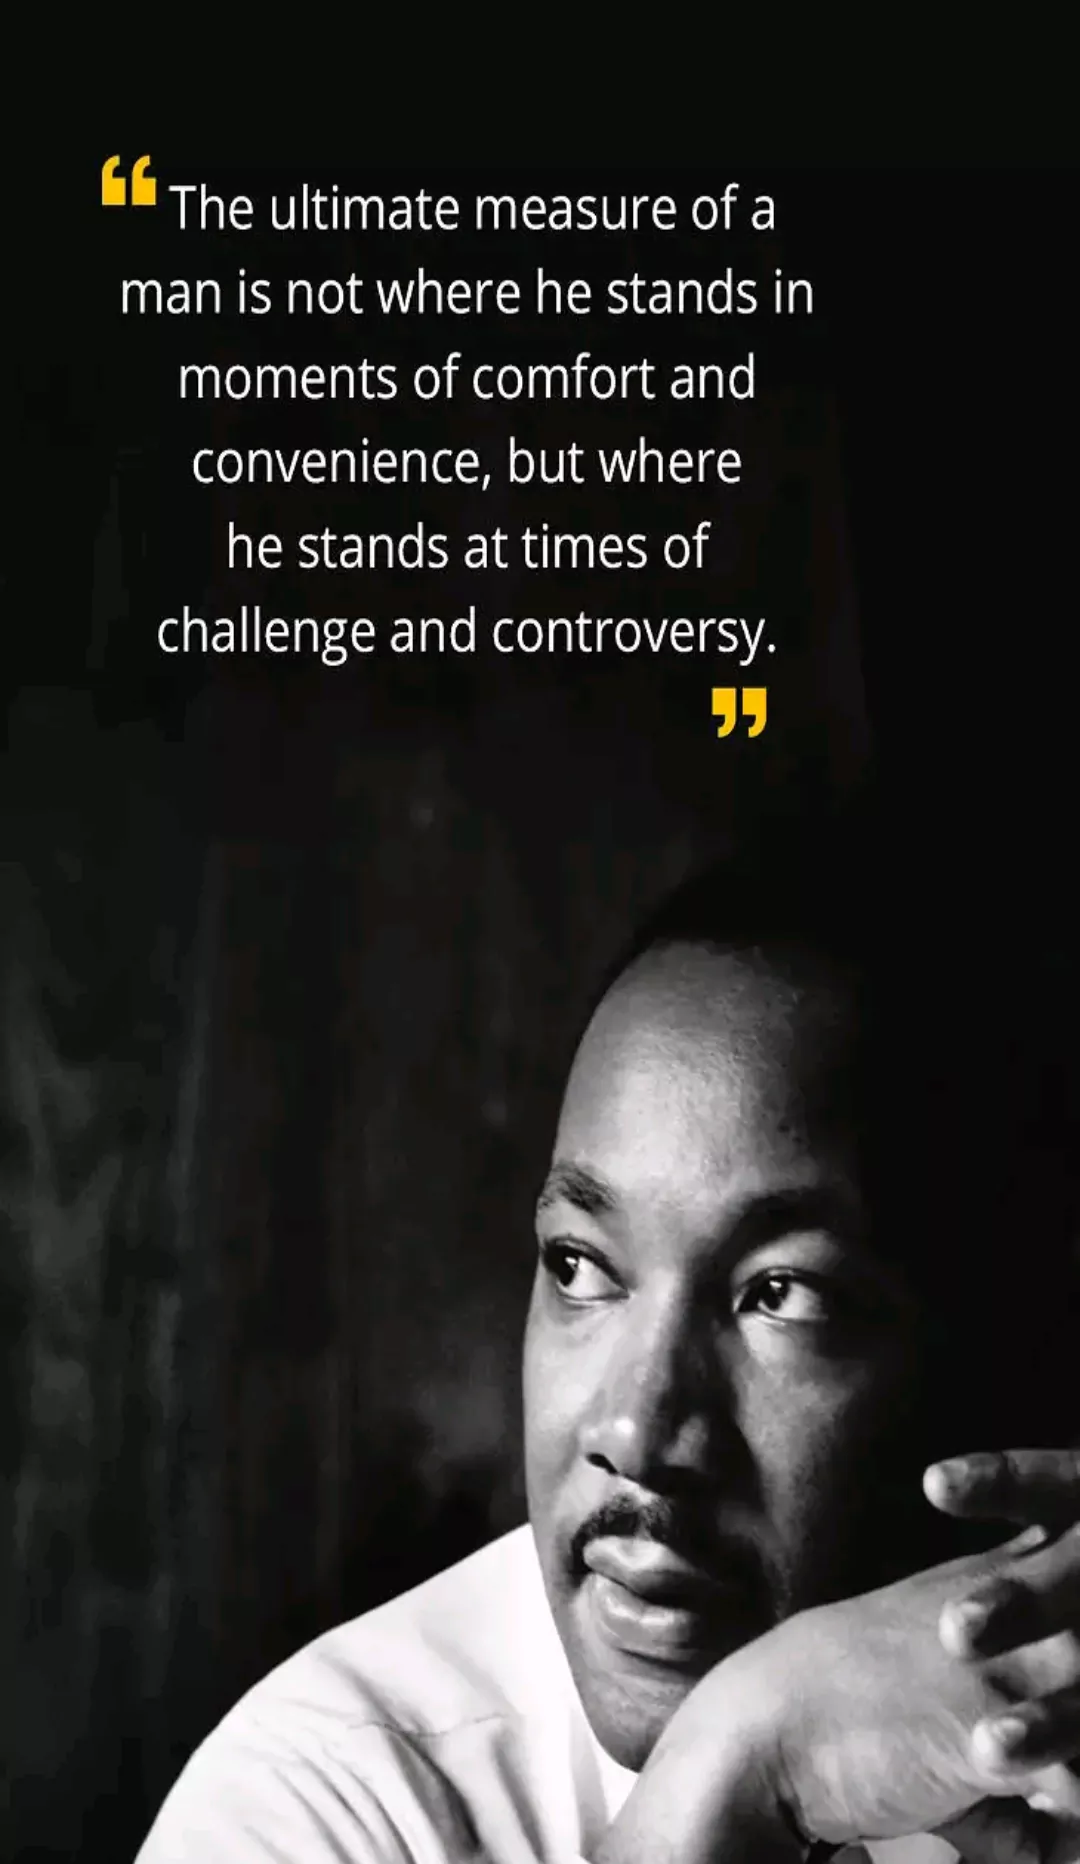 “The ultimate measure of a
man is not where he stands in
moments of comfort and
convenience, but where
he stands at times of
challenge and controversy.
”